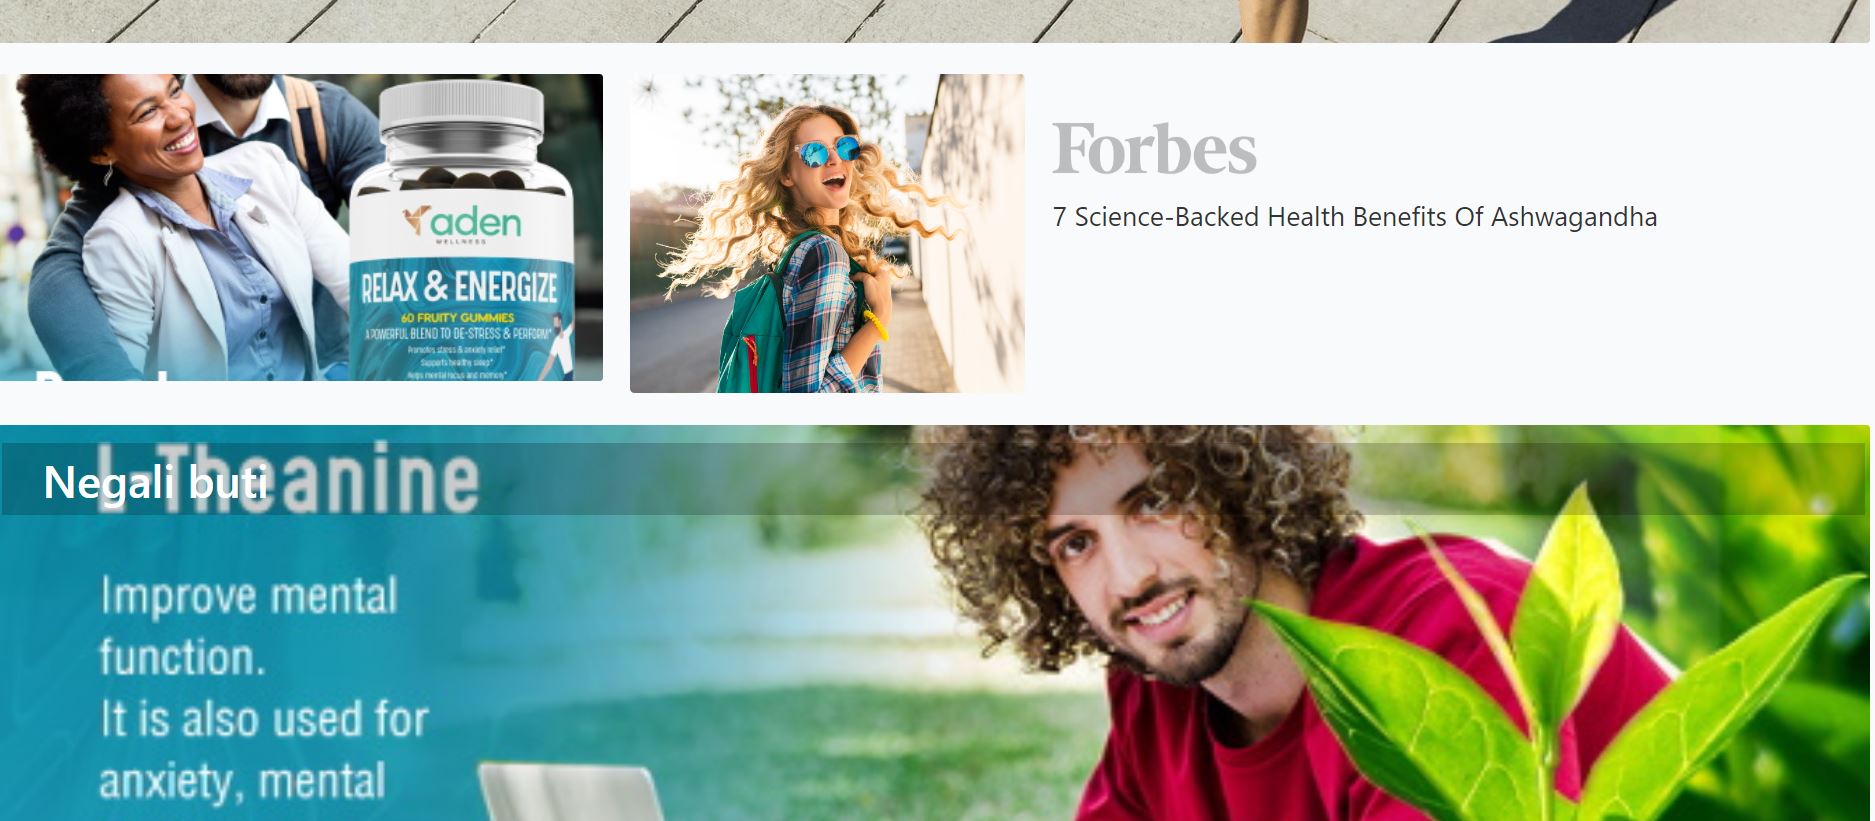 aden
WELLNESS
RELAX & ENERGIZE
60 FRUITY GUMMIES
A POWERFUL BLEND TO DE-STRESS & PERFORM*
Promotes stress & anxiety relief*
Supports healthy sleep*
Helps mental focus and memory*
Forbes
7 Science-Backed Health Benefits Of Ashwagandha
L-Theanine
Negali buti
Improve mental
function.
It is also used for
anxiety, mental